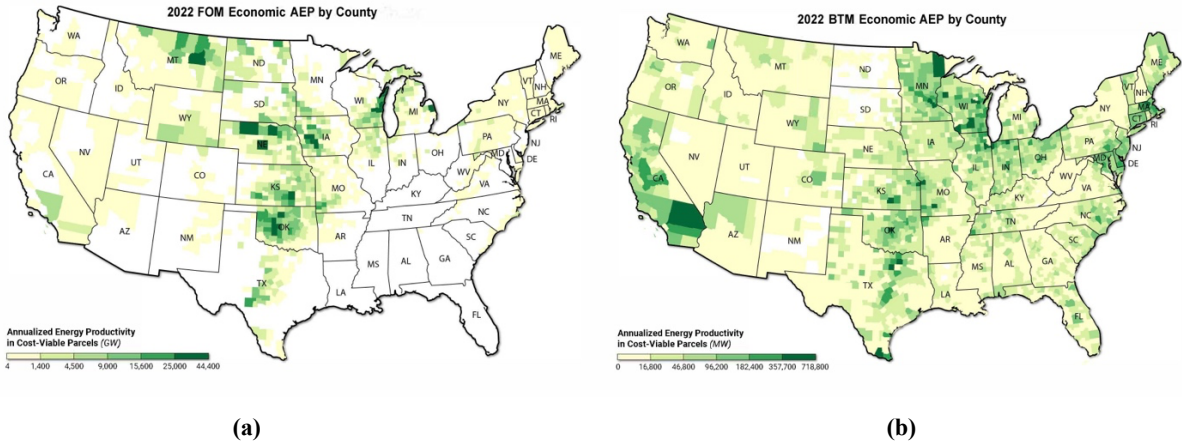 2022 FOM Economic AEP by County
WA
OR
CA
ID
NV
AZ
MT
WY
UT
CO
NM
ND
SD
NE
KS
OK
TX
MN
IA
MO
AR
LA
WI
IL
MI
IN
OH
KY
TN
MS
AL
GA
FL
SC
NC
VA
WV
PA
NY
VT
NH
ME
MA
CT
RI
NJ
DE
Annualized Energy Productivity
in Cost-Viable Parcels (GW)
4 1,400 4,500 9,000 15,600 25,000 44,400
(a)
2022 BTM Economic AEP by County
WA
OR
CA
ID
NV
AZ
MT
WY
UT
CO
NM
ND
SD
NE
KS
OK
TX
MN
IA
MO
AR
LA
WI
IL
MI
IN
OH
KY
TN
MS
AL
GA
FL
SC
NC
VA
WV
MD
PA
NY
VT
NH
ME
MA
CT
RI
NJ
DE
Annualized Energy Productivity
in Cost-Viable Parcels (MW)
0 16,800 46,800 96,200 182,400 357,700 718,800
(b)